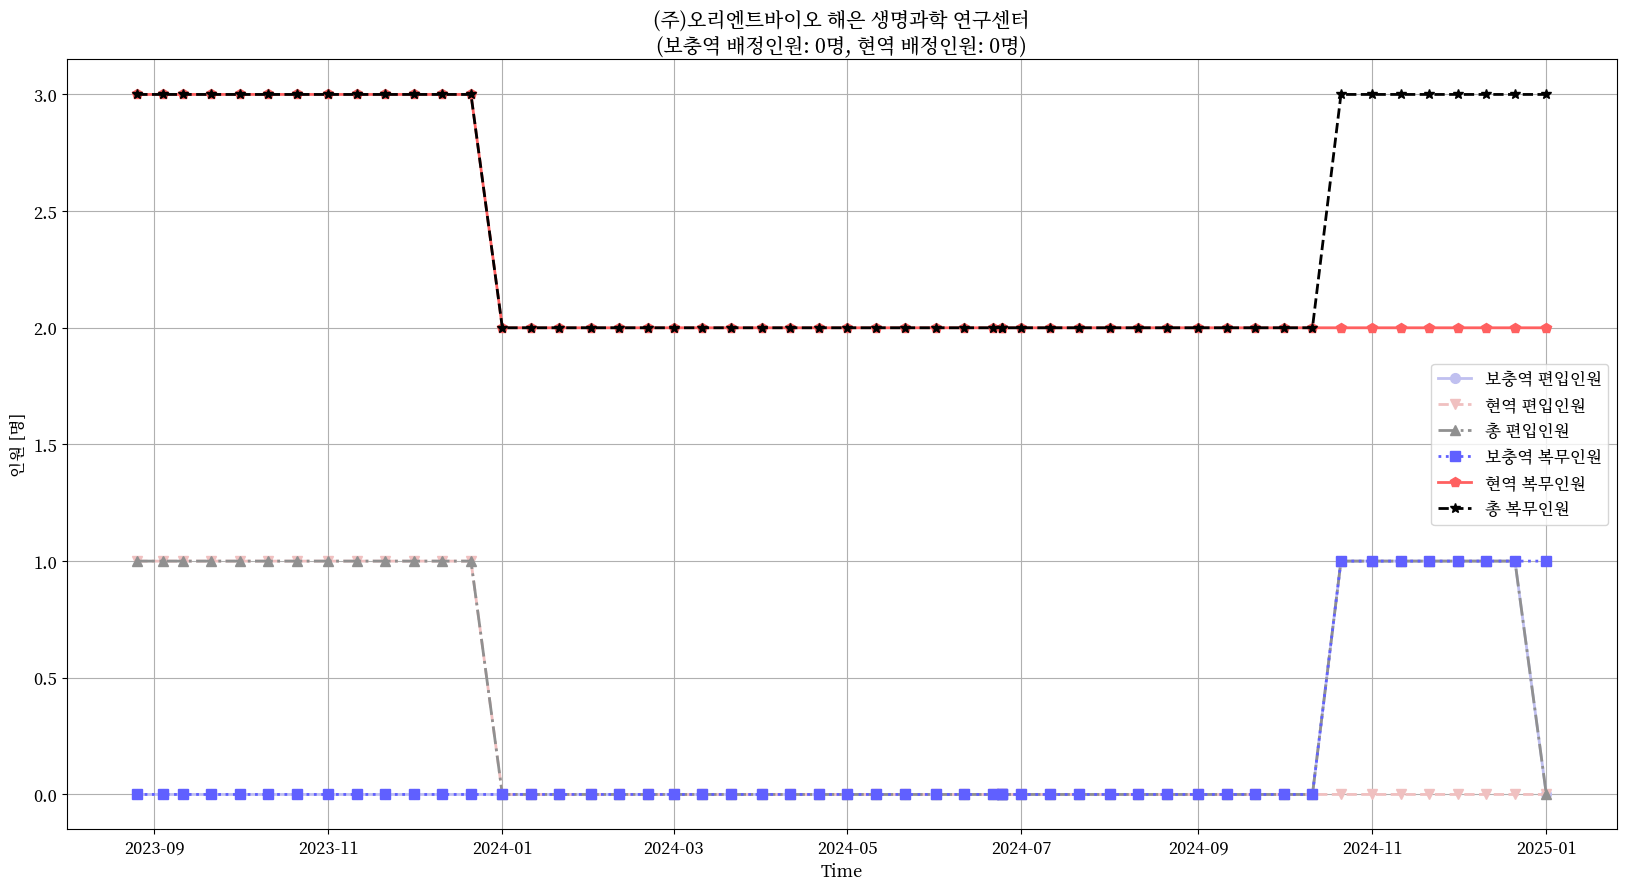 (주)오리엔트바이오 해은 생명과학 연구센터
(보충역 배정인원: 0명, 현역 배정인원: 0명)
인원 [명]
3.0
2.5
2.0
1.5
1.0
0.5
0.0
보충역 편입인원
현역 편입인원
총 편입인원
보충역 복무인원
현역 복무인원
총 복무인원
2023-09
2023-11
2024-01
2024-03
2024-05
2024-07
2024-09
2024-11
2025-01
Time